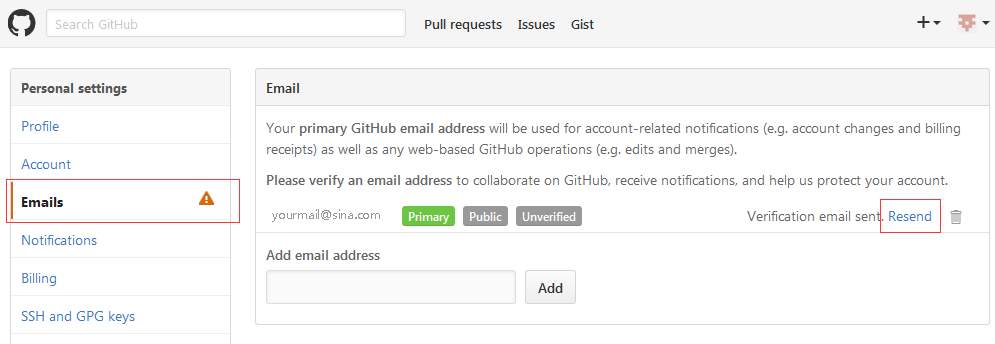 Search GitHub
Pull requests Issues Gist
Personal settings
Profile
Account
Emails
Notifications
Billing
SSH and GPG keys
Email
Your primary GitHub email address will be used for account-related notifications (e.g. account changes and billing
receipts) as well as any web-based GitHub operations (e.g. edits and merges).
Please verify an email address to collaborate on GitHub, receive notifications, and help us protect your account.
yourmail@sina.com Primary Public Unverified Verification email sent. Resend
Add email address
Add